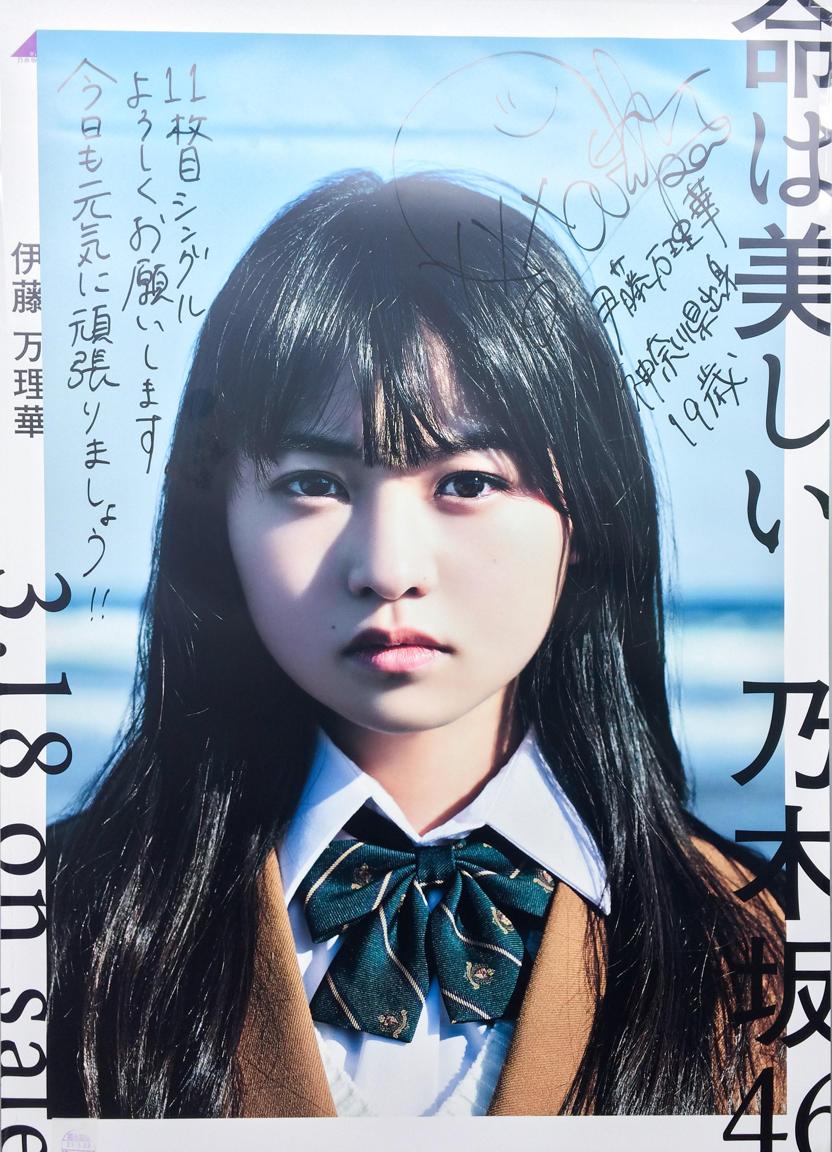 命は美しい 乃木坂46
伊藤万理華
神奈川県出身
19歳
11枚目シングル
よろしくお願いします
今日も元気に頑張りましょう!!
伊藤 万理華
3.18 on sale